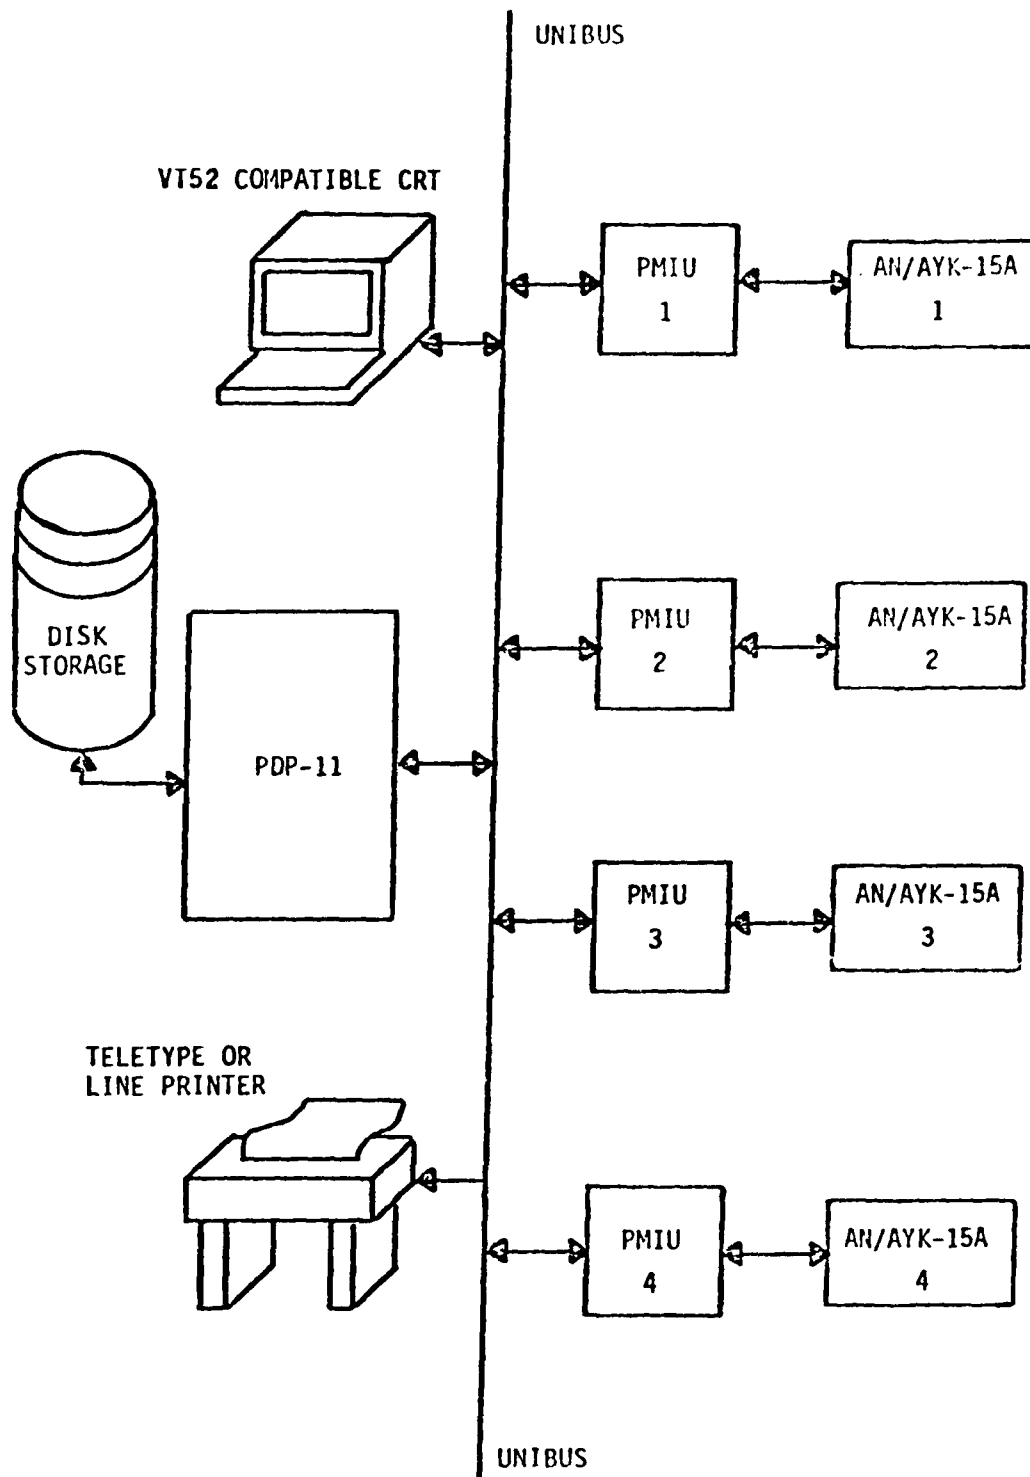 UNIBUS
VT52 COMPATIBLE CRT
PMIU
1
AN/AYK-15A
1
DISK
STORAGE
PMIU
2
AN/AYK-15A
2
PDP-11
PMIU
3
AN/AYK-15A
3
TELETYPE OR
LINE PRINTER
PMIU
4
AN/AYK-15A
4
UNIBUS